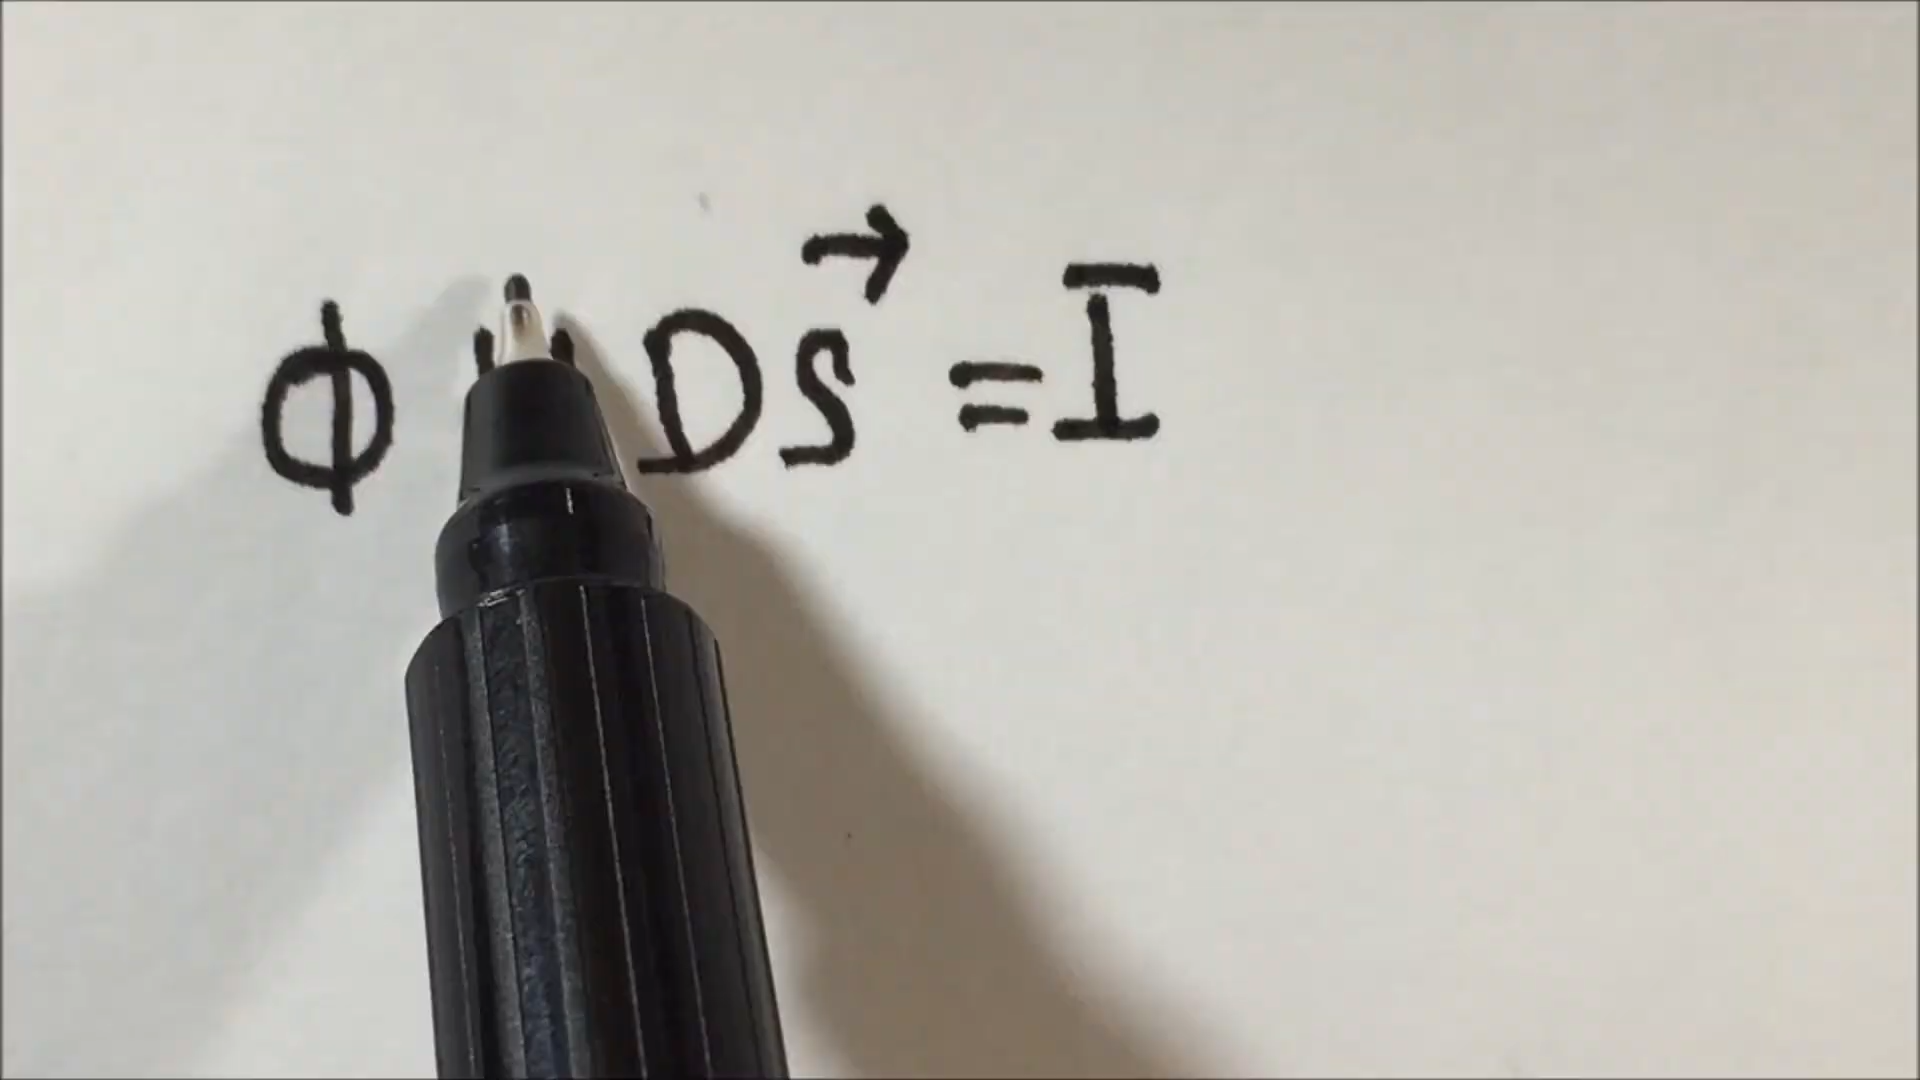 ϕ Ds⃗ = I